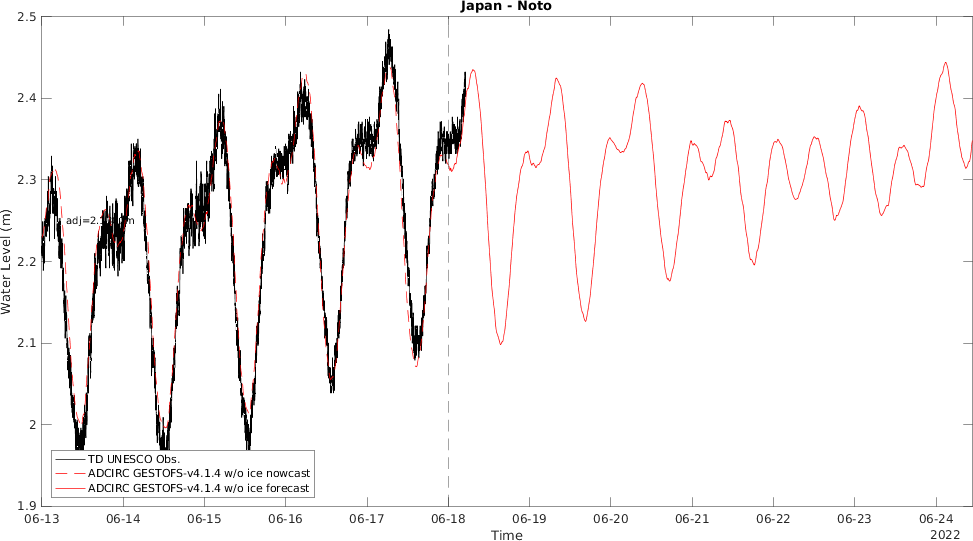 Japan - Noto
2.5
2.4
2.3
2.2
2.1
2
1.9
Water Level (m)
TD UNESCO Obs.
ADCIRC GESTOFS-v4.1.4 w/o ice nowcast
ADCIRC GESTOFS-v4.1.4 w/o ice forecast
06-13 06-14 06-15 06-16 06-17 06-18 06-19 06-20 06-21 06-22 06-23 06-24
Time
2022